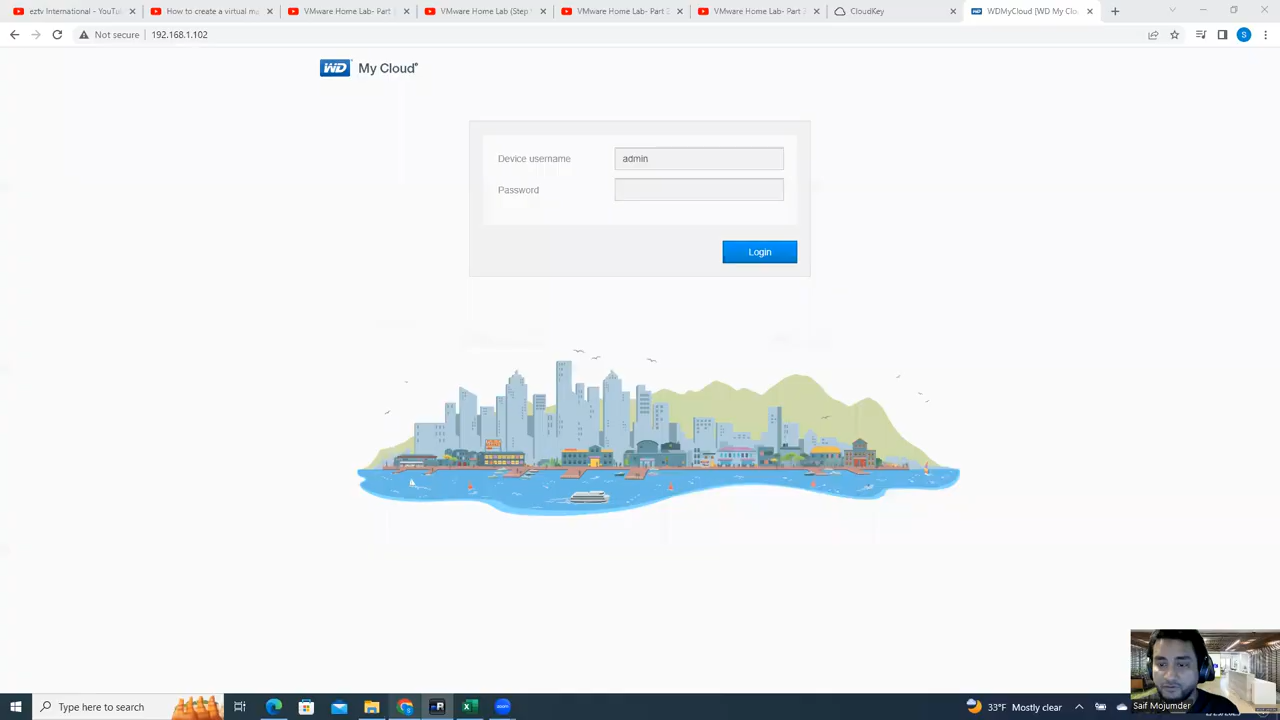 eztv International - YouTu
How to create a virtual m
VMware Home Lab- Part
VMware Home Lab (Step
VMware Home Lab- Part
VMware Home Lab- Part 7
CloudKey
WDMyCloud [WD My Clo
Not secure
192.168.1.102
S
WD My Cloud
Device username
admin
Password
Login
Type here to search
33°F Mostly clear
Saif Mojumder